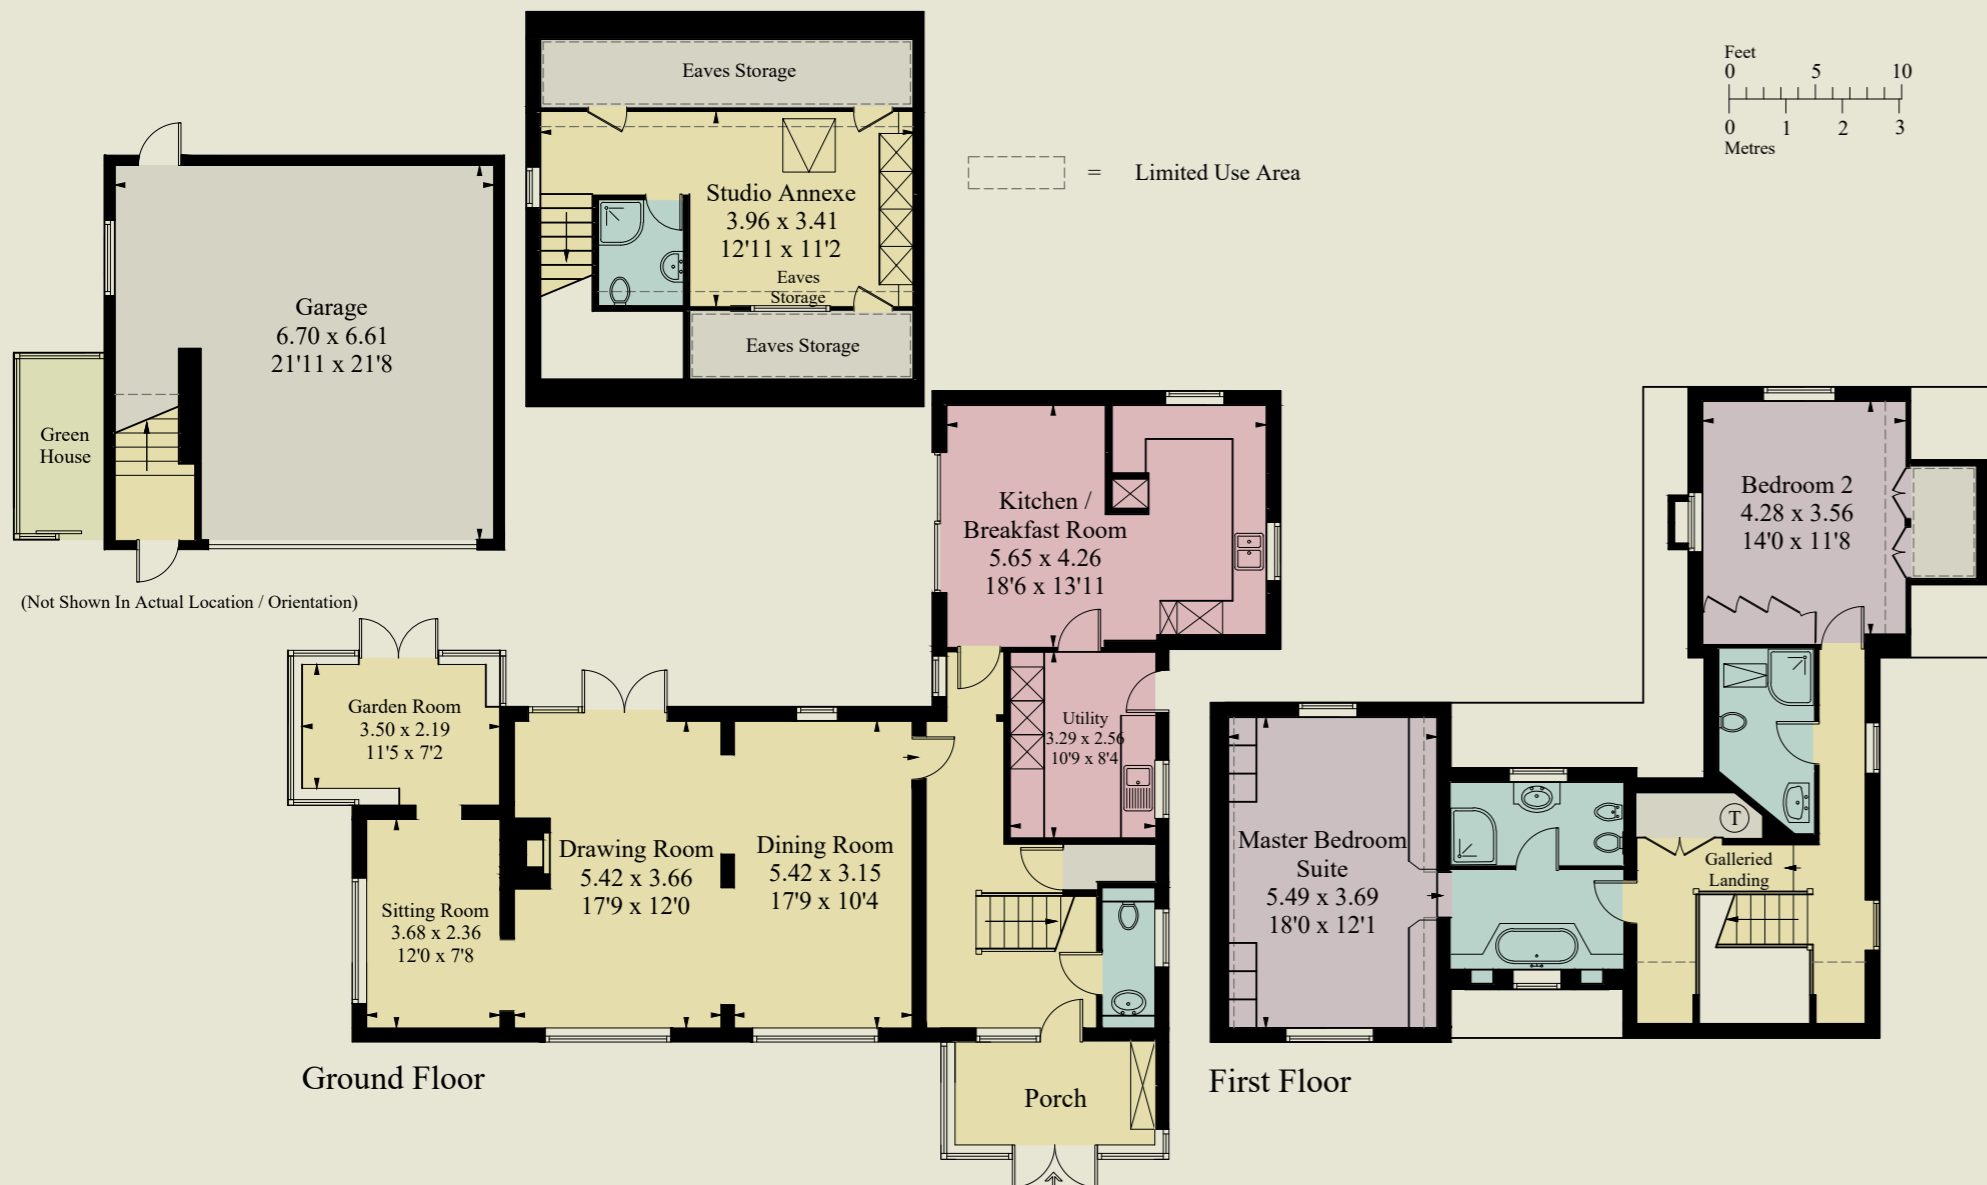 Eaves Storage
Studio Annexe
3.96 x 3.41
12'11 x 11'2
Eaves
Storage
Eaves Storage
= Limited Use Area
Feet
0 5 10
0 1 2 3
Metres
Garage
6.70 x 6.61
21'11 x 21'8
Green
House
(Not Shown In Actual Location / Orientation)
Kitchen /
Breakfast Room
5.65 x 4.26
18'6 x 13'11
Utility
3.29 x 2.56
10'9 x 8'4
Garden Room
3.50 x 2.19
11'5 x 7'2
Drawing Room
5.42 x 3.66
17'9 x 12'0
Dining Room
5.42 x 3.15
17'9 x 10'4
Sitting Room
3.68 x 2.36
12'0 x 7'8
Porch
Ground Floor
Bedroom 2
4.28 x 3.56
14'0 x 11'8
Master Bedroom
Suite
5.49 x 3.69
18'0 x 12'1
T
Galleried
Landing
First Floor